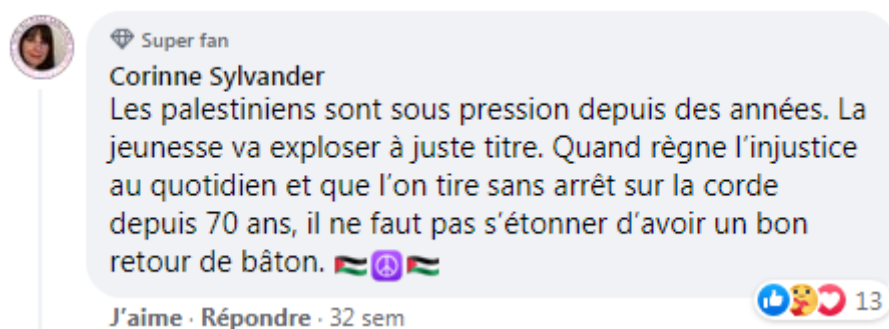 Super fan
Corinne Sylvander
Les palestiniens sont sous pression depuis des années. La
jeunesse va exploser à juste titre. Quand règne l'injustice
au quotidien et que l'on tire sans arrêt sur la corde
depuis 70 ans, il ne faut pas s'étonner d'avoir un bon
retour de bâton. 🇵🇸☮️🇵🇸
13
J'aime · Répondre · 32 sem